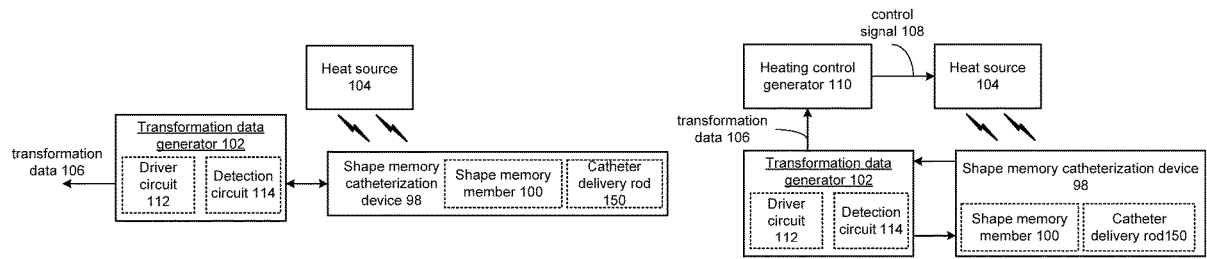 Heat source
104
transformation
data 106
Transformation data
generator 102
Driver
circuit
112
Detection
circuit 114
Shape memory
catheterization
device 98
Shape memory
member 100
Catheter
delivery rod
150
control
signal 108
Heating control
generator 110
Heat source
104
transformation
data 106
Transformation data
generator 102
Driver
circuit
112
Detection
circuit 114
Shape memory catheterization device
98
Shape memory
member 100
Catheter
delivery rod150